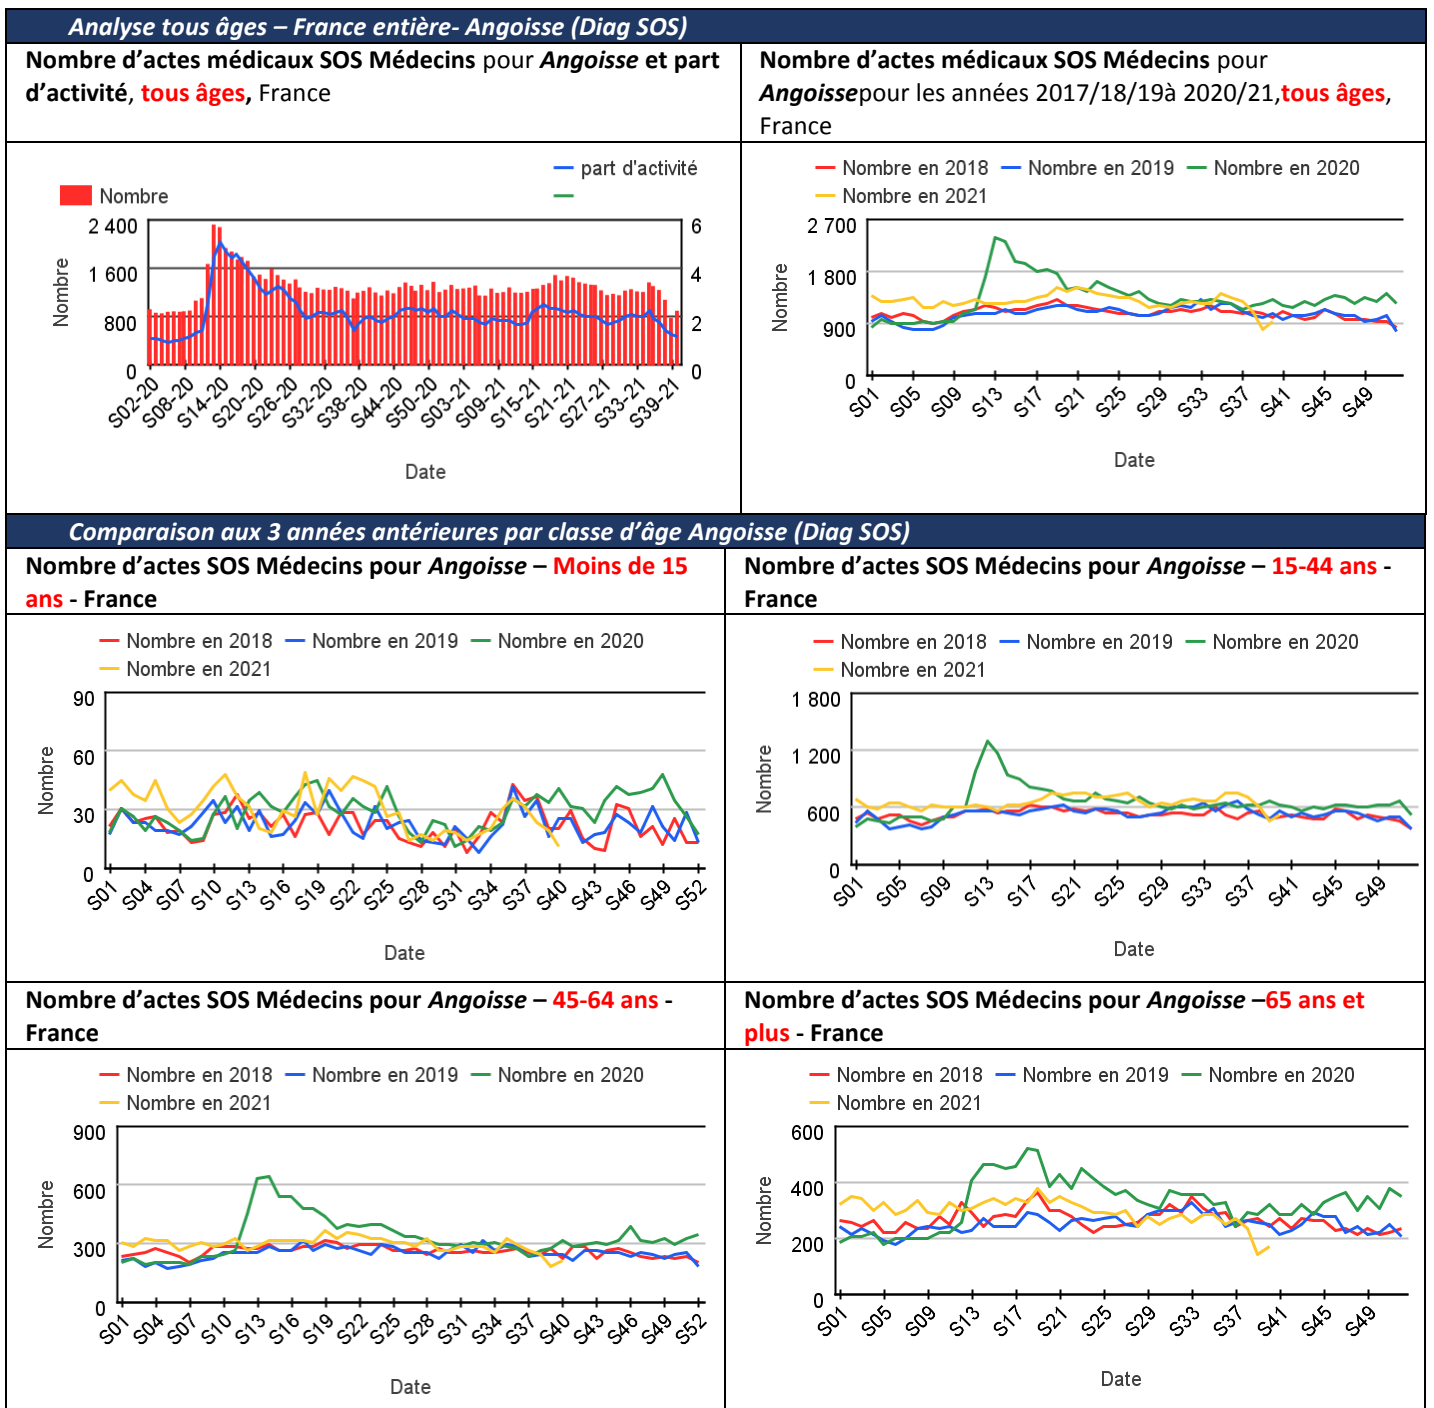 Analyse tous âges – France entière- Angoisse (Diag SOS)
Nombre d’actes médicaux SOS Médecins pour Angoisse et part
d’activité, tous âges, France
Nombre d’actes médicaux SOS Médecins pour
Angoissepour les années 2017/18/19à 2020/21,tous âges,
France
part d'activité
Nombre
2 400
1 600
800
0
6
4
2
0
Nombre
S02-20
S08-20
S14-20
S20-20
S26-20
S32-20
S38-20
S44-20
S50-20
S03-21
S09-21
S15-21
S21-21
S27-21
S33-21
S39-21
Date
Nombre en 2018
Nombre en 2019
Nombre en 2020
Nombre en 2021
2 700
1 800
900
0
Nombre
S01
S05
S09
S13
S17
S21
S25
S29
S33
S37
S41
S45
S49
Date
Comparaison aux 3 années antérieures par classe d’âge Angoisse (Diag SOS)
Nombre d’actes SOS Médecins pour Angoisse – Moins de 15
ans - France
Nombre d’actes SOS Médecins pour Angoisse – 15-44 ans -
France
Nombre en 2018
Nombre en 2019
Nombre en 2020
Nombre en 2021
90
60
30
0
Nombre
S01
S04
S07
S10
S13
S16
S19
S22
S25
S28
S31
S34
S37
S40
S43
S46
S49
S52
Date
Nombre en 2018
Nombre en 2019
Nombre en 2020
Nombre en 2021
1 800
1 200
600
0
Nombre
S01
S05
S09
S13
S17
S21
S25
S29
S33
S37
S41
S45
S49
Date
Nombre d’actes SOS Médecins pour Angoisse – 45-64 ans -
France
Nombre d’actes SOS Médecins pour Angoisse –65 ans et
plus - France
Nombre en 2018
Nombre en 2019
Nombre en 2020
Nombre en 2021
900
600
300
0
Nombre
S01
S04
S07
S10
S13
S16
S19
S22
S25
S28
S31
S34
S37
S40
S43
S46
S49
S52
Date
Nombre en 2018
Nombre en 2019
Nombre en 2020
Nombre en 2021
600
400
200
0
Nombre
S01
S05
S09
S13
S17
S21
S25
S29
S33
S37
S41
S45
S49
Date